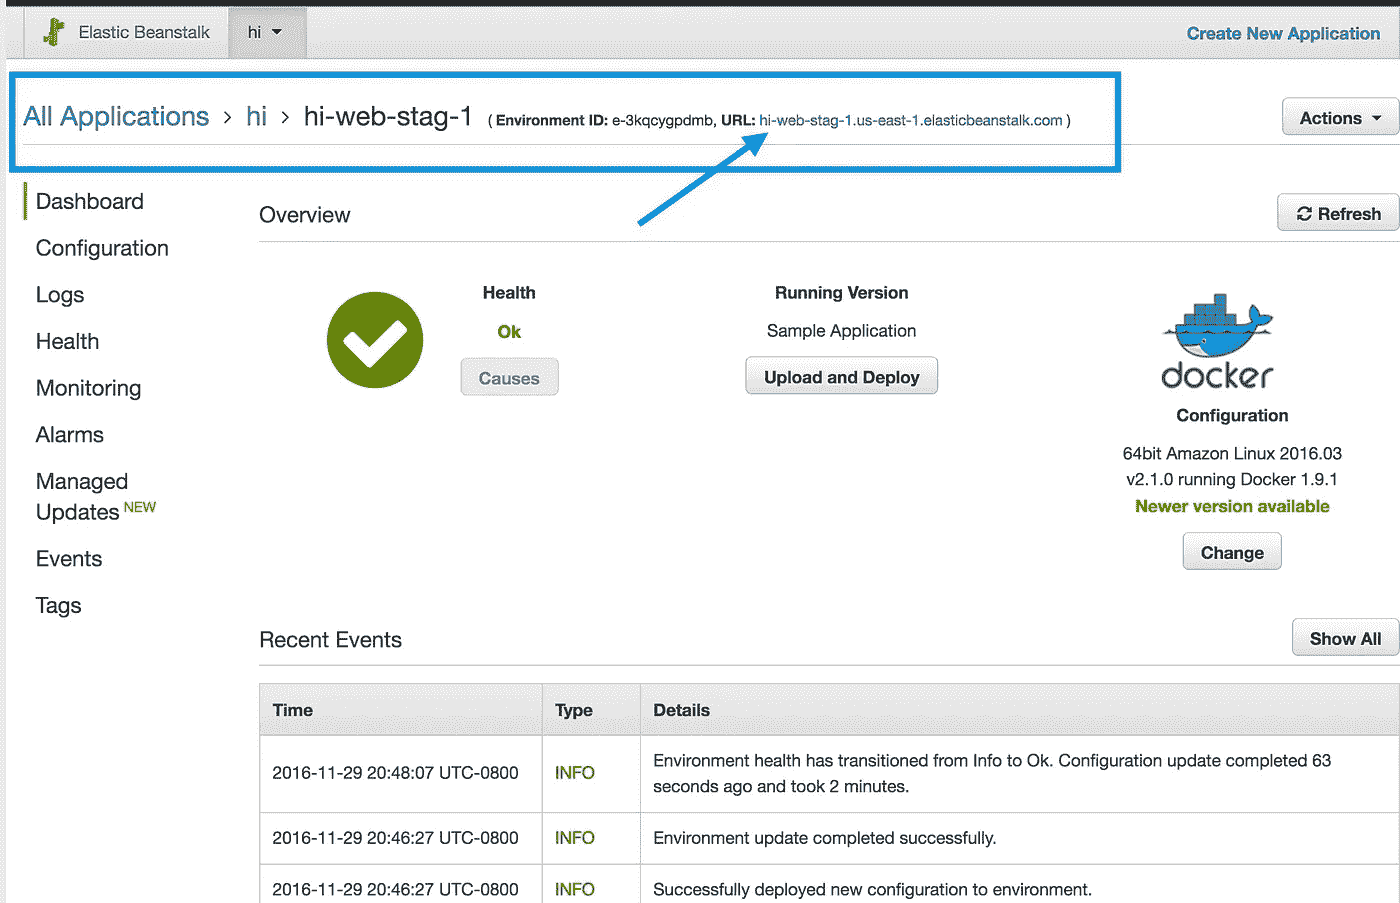 Elastic Beanstalk
hi
Create New Application
All Applications › hi › hi-web-stag-1 ( Environment ID: e-3kqcygpdmb, URL: hi-web-stag-1.us-east-1.elasticbeanstalk.com )
Actions
Dashboard
Configuration
Logs
Health
Monitoring
Alarms
Managed
Updates NEW
Events
Tags
Overview
Refresh
Health
Ok
Causes
Running Version
Sample Application
Upload and Deploy
docker
Configuration
64bit Amazon Linux 2016.03
v2.1.0 running Docker 1.9.1
Newer version available
Change
Recent Events
Show All
Time Type Details
2016-11-29 20:48:07 UTC-0800 INFO Environment health has transitioned from Info to Ok. Configuration update completed 63
seconds ago and took 2 minutes.
2016-11-29 20:46:27 UTC-0800 INFO Environment update completed successfully.
2016-11-29 20:46:27 UTC-0800 INFO Successfully deployed new configuration to environment.